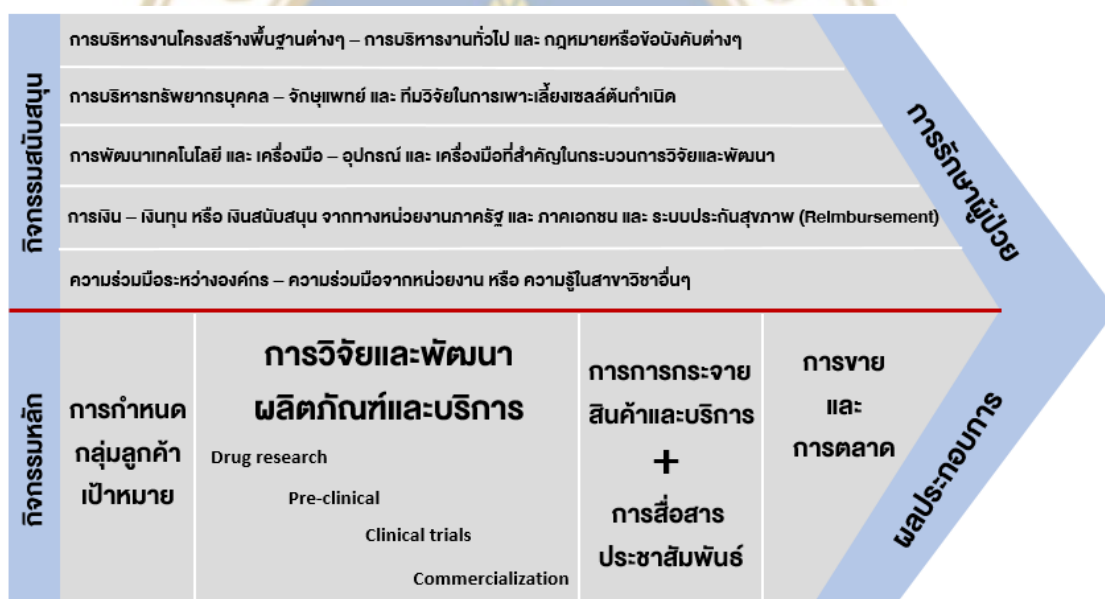 กิจกรรมสนับสนุน
การบริหารงานโครงสร้างพื้นฐานต่างๆ – การบริหารงานทั่วไป และ กฎหมายหรือข้อบังคับต่างๆ
การบริหารทรัพยากรบุคคล – จักษุแพทย์ และ ทีมวิจัยในการเพาะเลี้ยงเซลล์ต้นกำเนิด
การพัฒนาเทคโนโลยี และ เครื่องมือ – อุปกรณ์ และ เครื่องมือที่สำคัญในกระบวนการวิจัยและพัฒนา
การเงิน – เงินทุน หรือ เงินสนับสนุน จากทางหน่วยงานภาครัฐ และ ภาคเอกชน และ ระบบประกันสุขภาพ (Reimbursement)
ความร่วมมือระหว่างองค์กร – ความร่วมมือจากหน่วยงาน หรือ ความรู้ในสาขาวิชาอื่นๆ
การรักษาผู้ป่วย
กิจกรรมหลัก
การกำหนด
กลุ่มลูกค้า
เป้าหมาย
การวิจัยและพัฒนา
ผลิตภัณฑ์และบริการ
Drug research
Pre-clinical
Clinical trials
Commercialization
การการกระจาย
สินค้าและบริการ
+
การสื่อสาร
ประชาสัมพันธ์
การขาย
และ
การตลาด
ผลประกอบการ